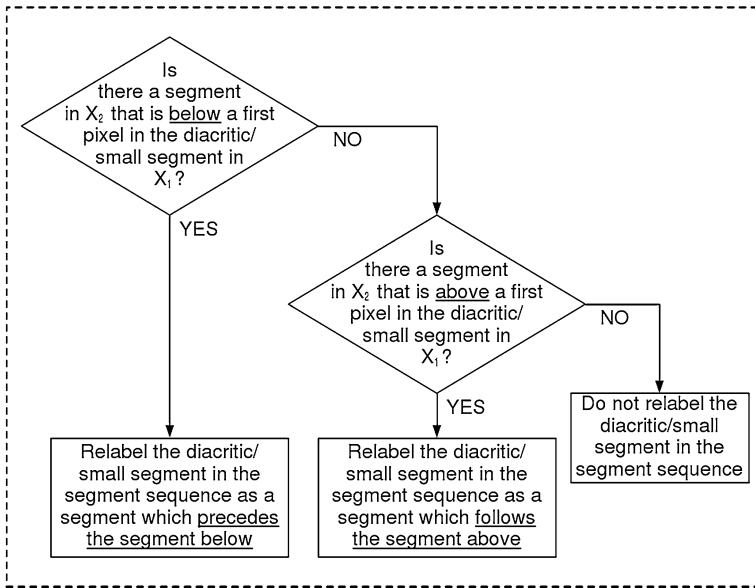 Is
there a segment
in X₂ that is below a first
pixel in the diacritic/
small segment in
X₁?
NO
YES
Is
there a segment
in X₂ that is above a first
pixel in the diacritic/
small segment in
X₁?
NO
YES
Relabel the diacritic/
small segment in the
segment sequence as a
segment which precedes
the segment below
Relabel the diacritic/
small segment in the
segment sequence as a
segment which follows
the segment above
Do not relabel the
diacritic/small
segment in the
segment sequence